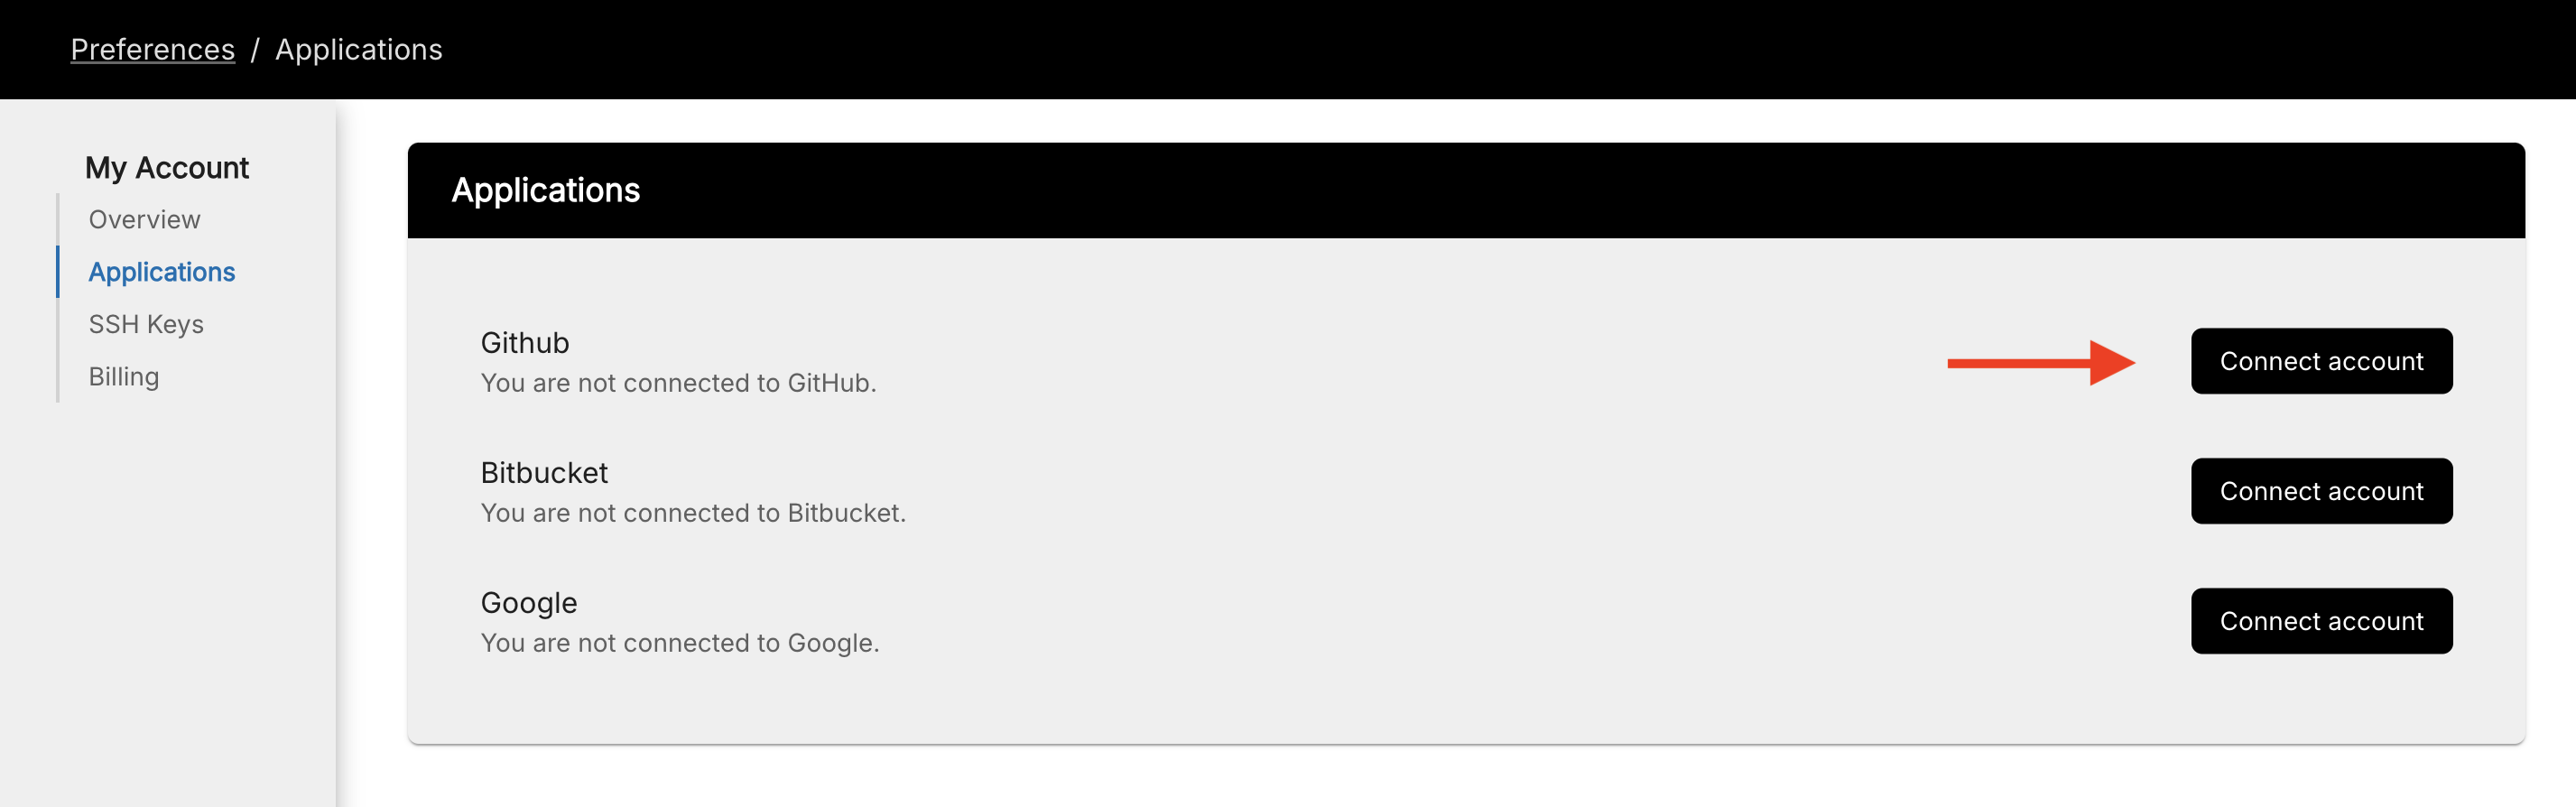 Preferences / Applications
My Account
Overview
Applications
SSH Keys
Billing
Applications
Github
You are not connected to GitHub.
Connect account
Bitbucket
You are not connected to Bitbucket.
Connect account
Google
You are not connected to Google.
Connect account